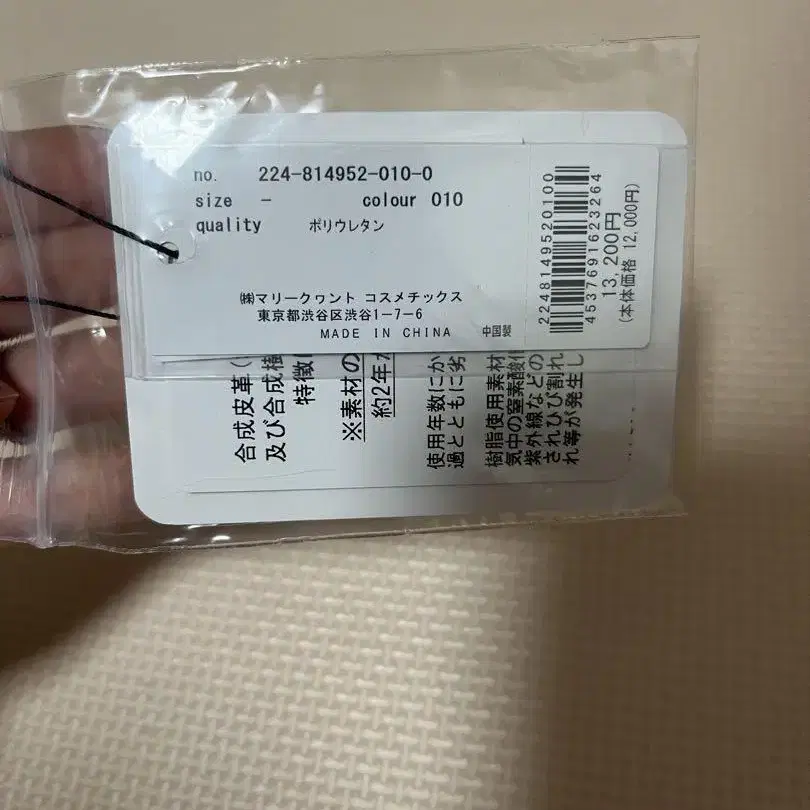 no. 224-814952-010-0
size - colour 010
quality ポリウレタン
㈱マリークヮント コスメチックス
東京都渋谷区渋谷1-7-6
MADE IN CHINA 中国製
2248149520100
4537691623264
13,200円
(本体価格 12,000円)
合成皮革(
及び合成樹
特徴
※素材の
約2年
使用年数にか
過とともに劣
樹脂使用素材
気中の窒素酸化
紫外線などの
されひび割れ
れ等が発生し